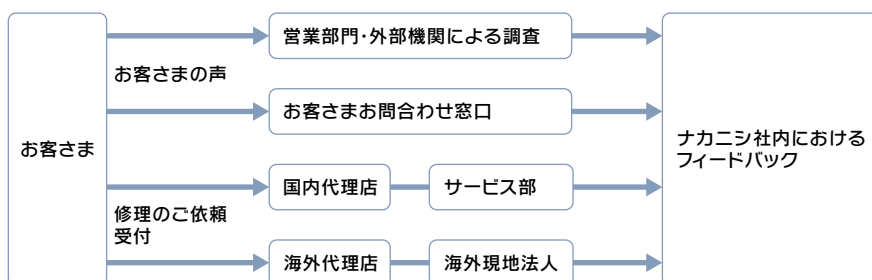 お客さま
お客さまの声
修理のご依頼
受付
営業部門・外部機関による調査
お客さまお問合わせ窓口
国内代理店
サービス部
海外代理店
海外現地法人
ナカニシ社内における
フィードバック